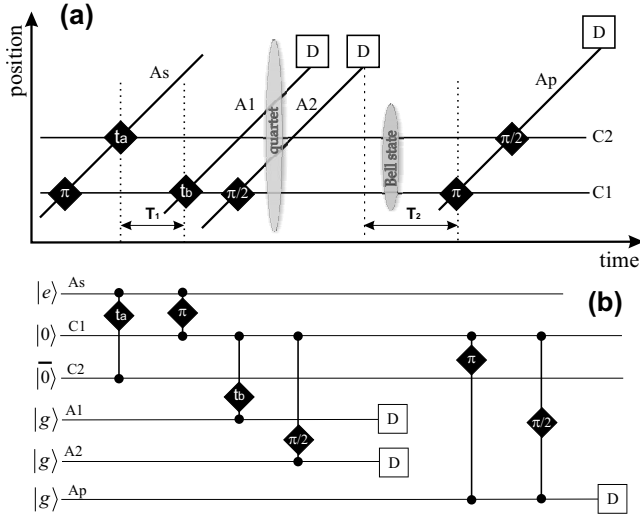 (a)
position
As
A1
A2
Ap
D
D
D
ta
π/2
C2
π
tb
π/2
π
C1
quartet
Bell state
T₁
T₂
time
(b)
|e⟩ As
ta
π
|0⟩ C1
π
|0̅⟩ C2
tb
π/2
|g⟩ A1
D
π/2
|g⟩ A2
D
|g⟩ Ap
D